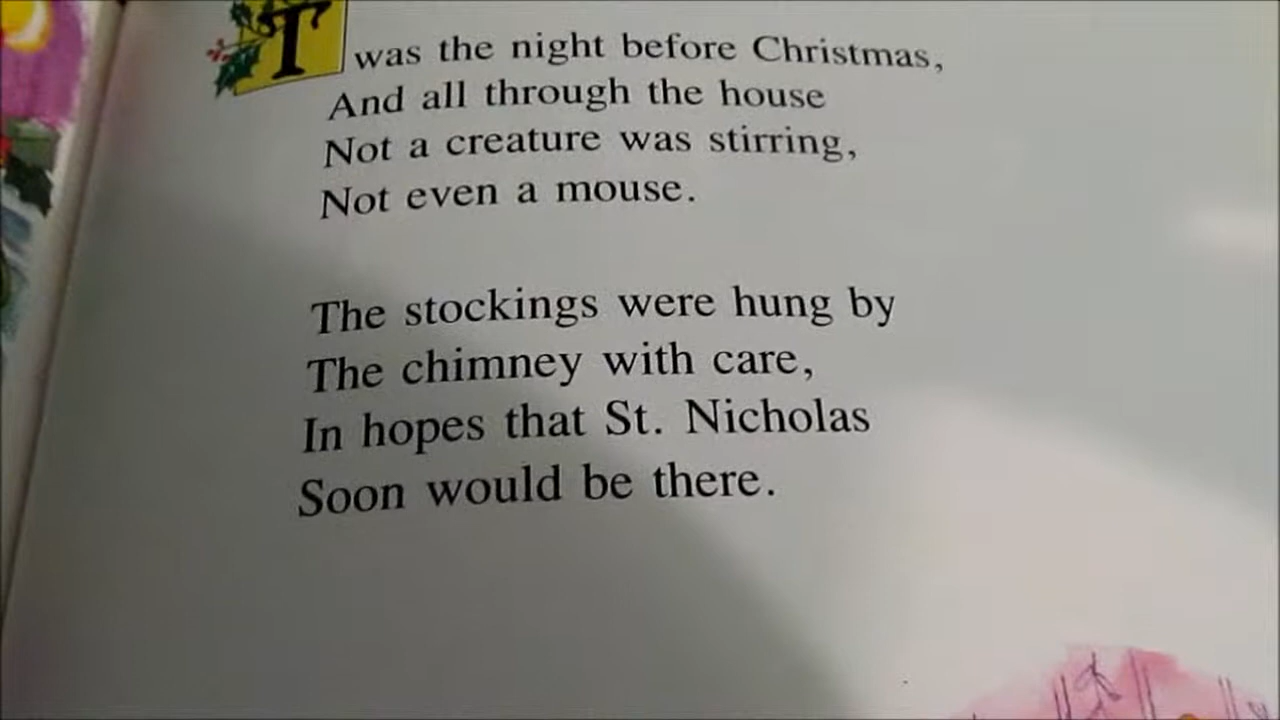 Twas the night before Christmas,
And all through the house
Not a creature was stirring,
Not even a mouse.
The stockings were hung by
The chimney with care,
In hopes that St. Nicholas
Soon would be there.